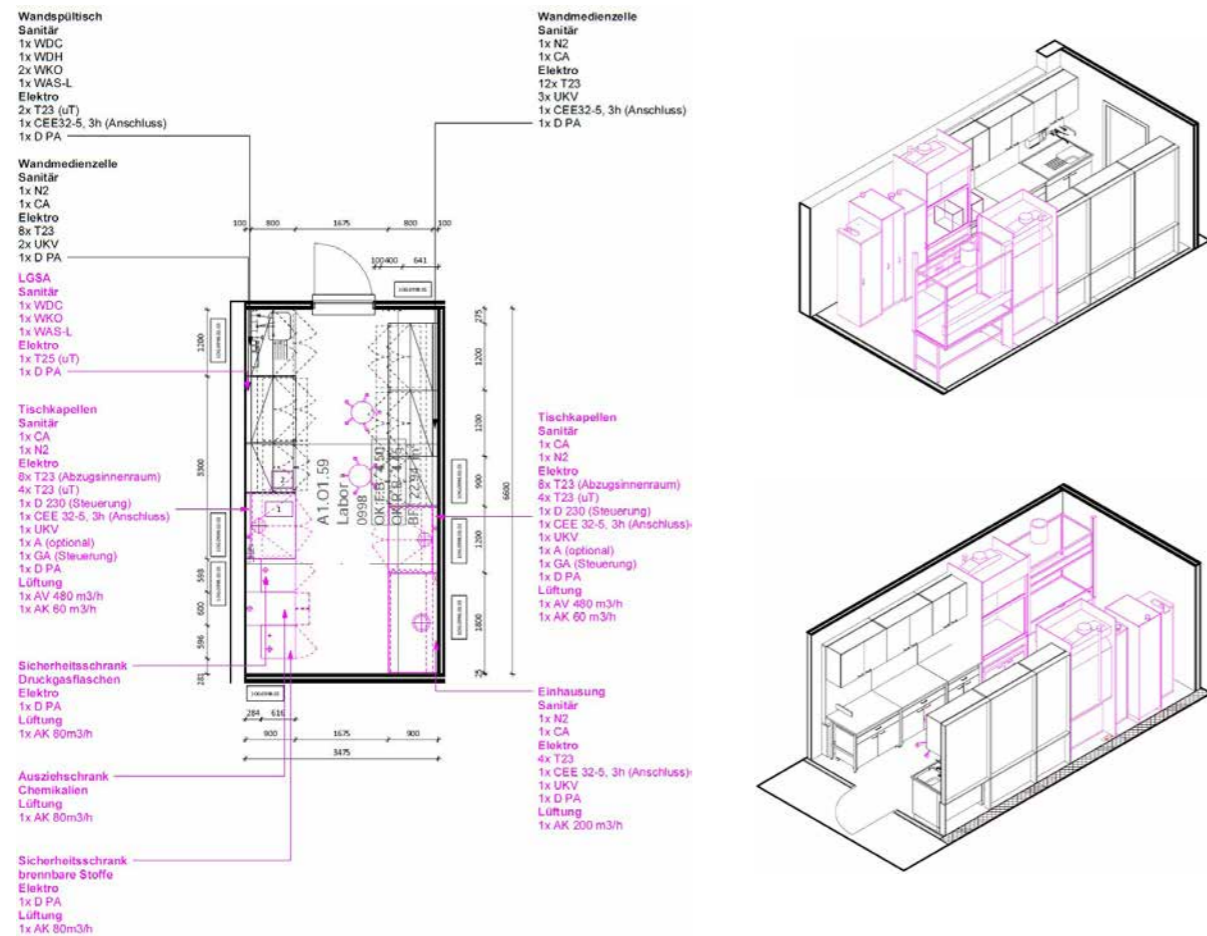 Wandspültisch
Sanitär
1x WDC
1x WDH
2x WKO
1x WAS-L
Elektro
2x T23 (uT)
1x CEE32-5, 3h (Anschluss)
1x D PA
Wandmedienzelle
Sanitär
1x N2
1x CA
Elektro
8x T23
2x UKV
1x D PA
LGSA
Sanitär
1x WDC
1x WKO
1x WAS-L
Elektro
1x T25 (uT)
1x D PA
Tischkapellen
Sanitär
1x CA
1x N2
Elektro
8x T23 (Abzugsinnenraum)
4x T23 (uT)
1x D 230 (Steuerung)
1x CEE 32-5, 3h (Anschluss)
1x UKV
1x A (optional)
1x GA (Steuerung)
1x D PA
Lüftung
1x AV 480 m3/h
1x AK 60 m3/h
Sicherheitsschrank
Druckgasflaschen
Elektro
1x D PA
Lüftung
1x AK 80m3/h
Ausziehschrank
Chemikalien
Lüftung
1x AK 80m3/h
Sicherheitsschrank
brennbare Stoffe
Elektro
1x D PA
Lüftung
1x AK 80m3/h
100 800 1675 800 100
100 400 641
1200
3300
598
600
596
281
275
1200
1200
900
1200
1800
25
6600
A1.O1.59
Labor
099B
2
1
284 616
900 1675 900
3475
Wandmedienzelle
Sanitär
1x N2
1x CA
Elektro
12x T23
3x UKV
1x CEE32-5, 3h (Anschluss)
1x D PA
Tischkapellen
Sanitär
1x CA
1x N2
Elektro
8x T23 (Abzugsinnenraum)
4x T23 (uT)
1x D 230 (Steuerung)
1x CEE 32-5, 3h (Anschluss)
1x UKV
1x A (optional)
1x GA (Steuerung)
1x D PA
Lüftung
1x AV 480 m3/h
1x AK 60 m3/h
Einhausung
Sanitär
1x N2
1x CA
Elektro
4x T23
1x CEE 32-5, 3h (Anschluss)
1x UKV
1x D PA
Lüftung
1x AK 200 m3/h